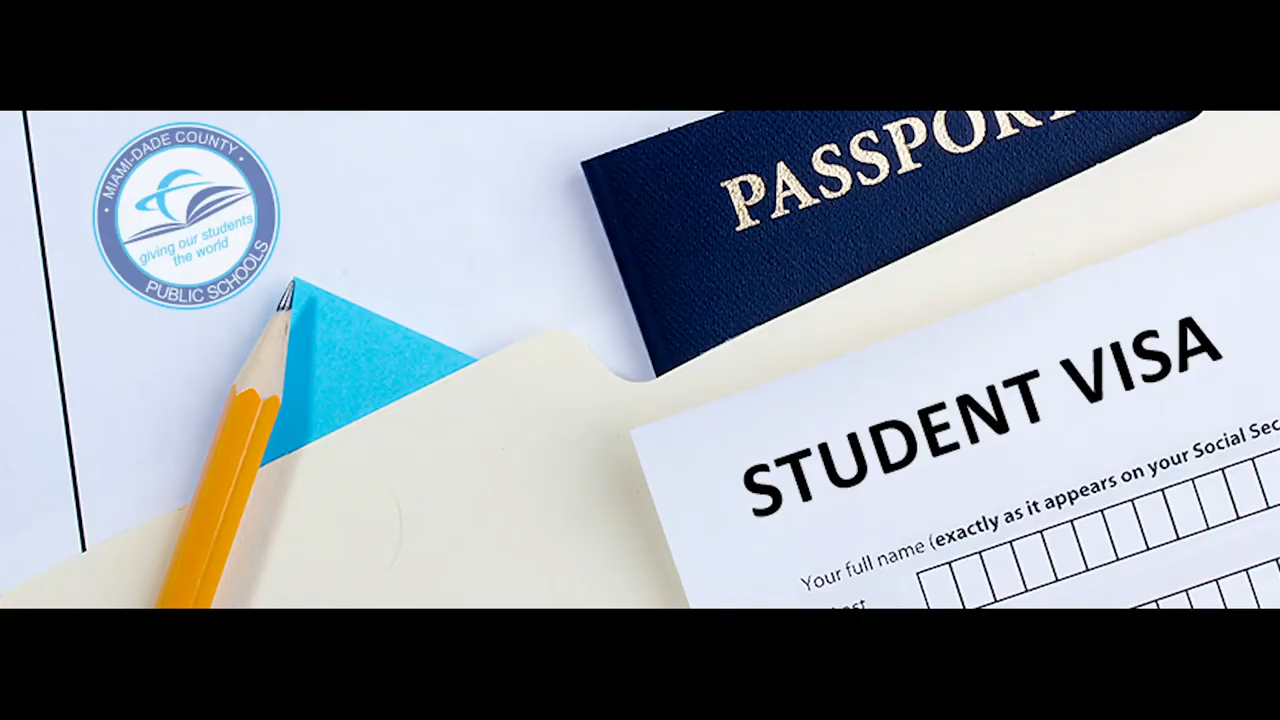 MIAMI-DADE COUNTY
giving our students
the world
PUBLIC SCHOOLS
PASSPORT
STUDENT VISA
Your full name (exactly as it appears on your Social Sec